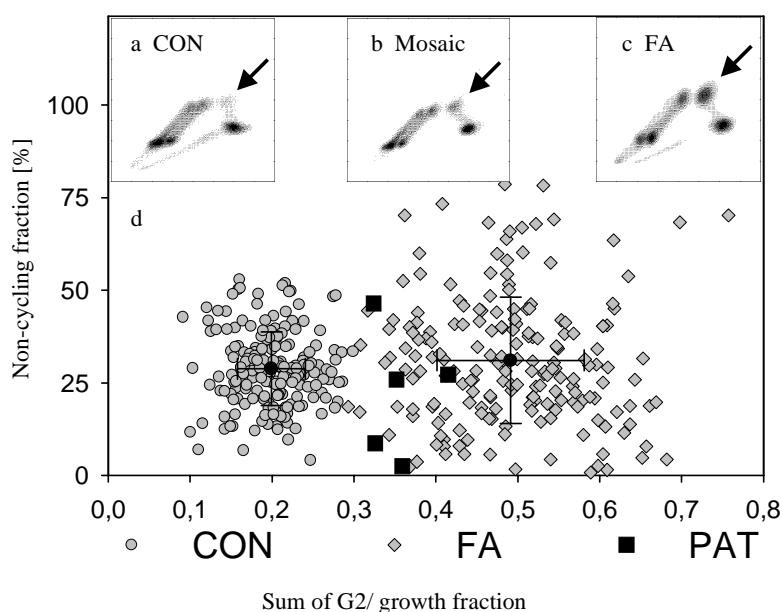 a CON
b Mosaic
c FA
Non-cycling fraction [%]
100
75
50
25
0
d
0,0 0,1 0,2 0,3 0,4 0,5 0,6 0,7 0,8
CON FA PAT
Sum of G2/ growth fraction